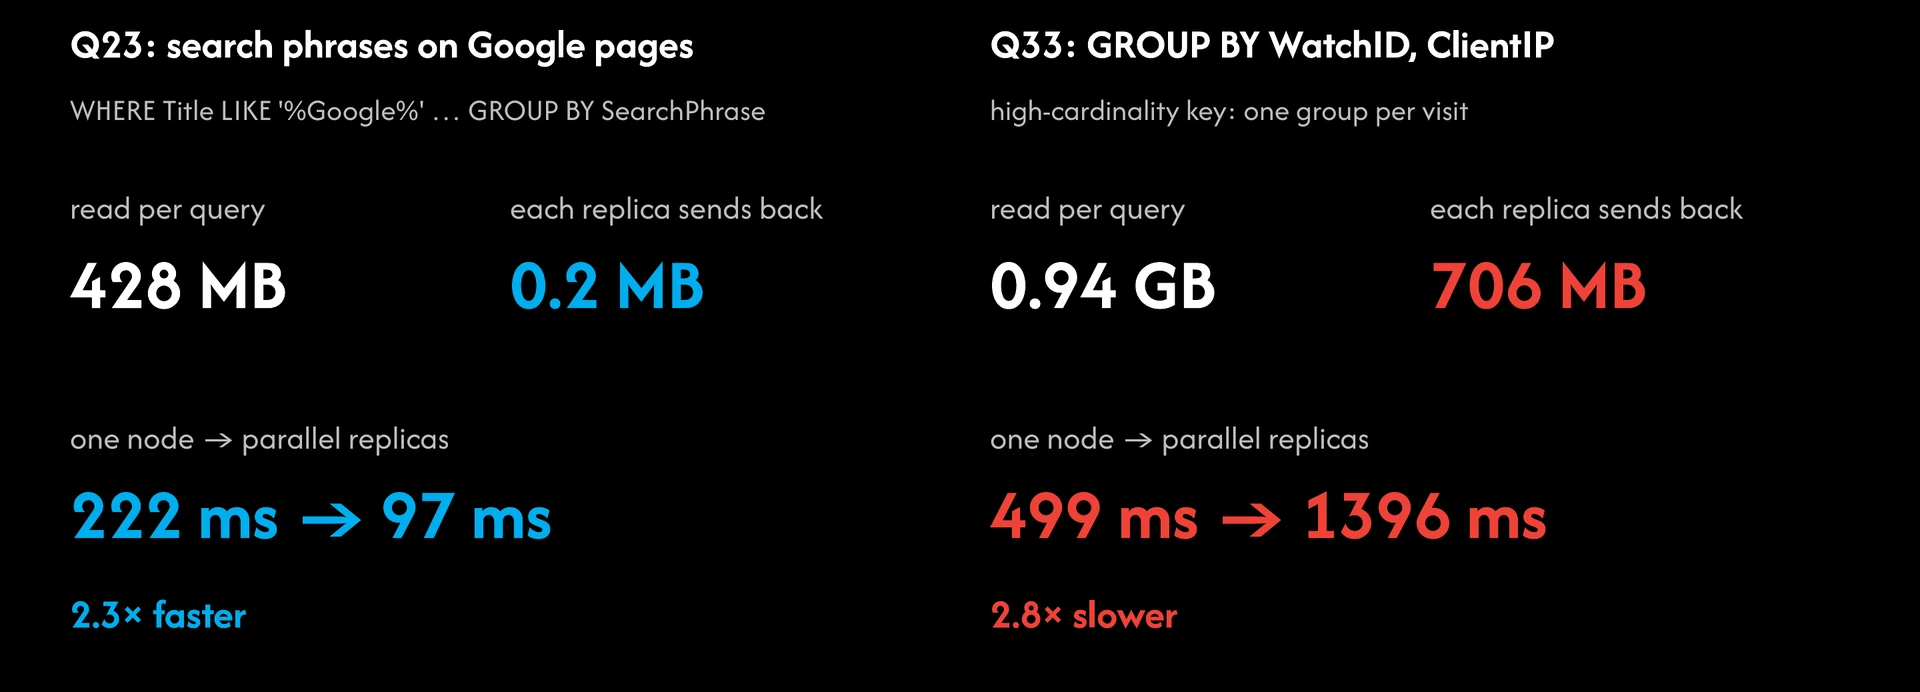 Q23: search phrases on Google pages
WHERE Title LIKE '%Google%' … GROUP BY SearchPhrase
read per query
each replica sends back
428 MB
0.2 MB
one node → parallel replicas
222 ms → 97 ms
2.3× faster
Q33: GROUP BY WatchID, ClientIP
high-cardinality key: one group per visit
read per query
each replica sends back
0.94 GB
706 MB
one node → parallel replicas
499 ms → 1396 ms
2.8× slower